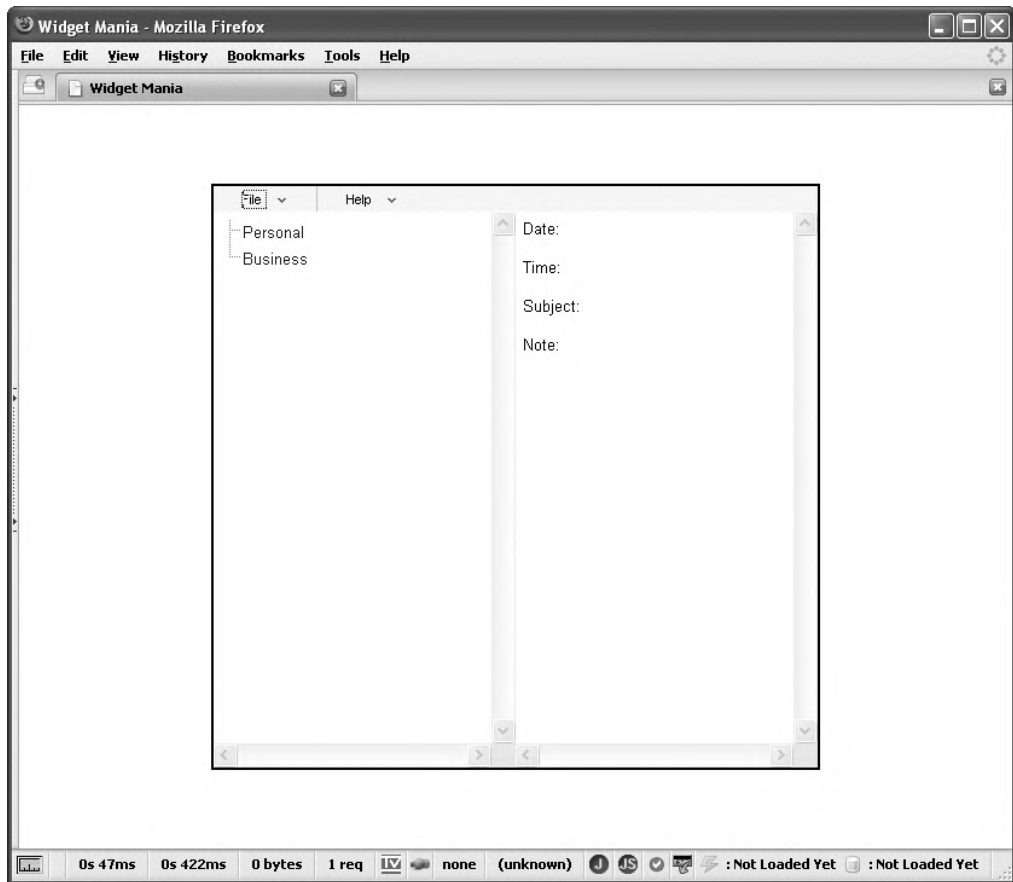 Widget Mania - Mozilla Firefox
File Edit View History Bookmarks Tools Help
Widget Mania
File Help
Personal
Business
Date:
Time:
Subject:
Note:
0s 47ms 0s 422ms 0 bytes 1 req none (unknown) J JS : Not Loaded Yet : Not Loaded Yet